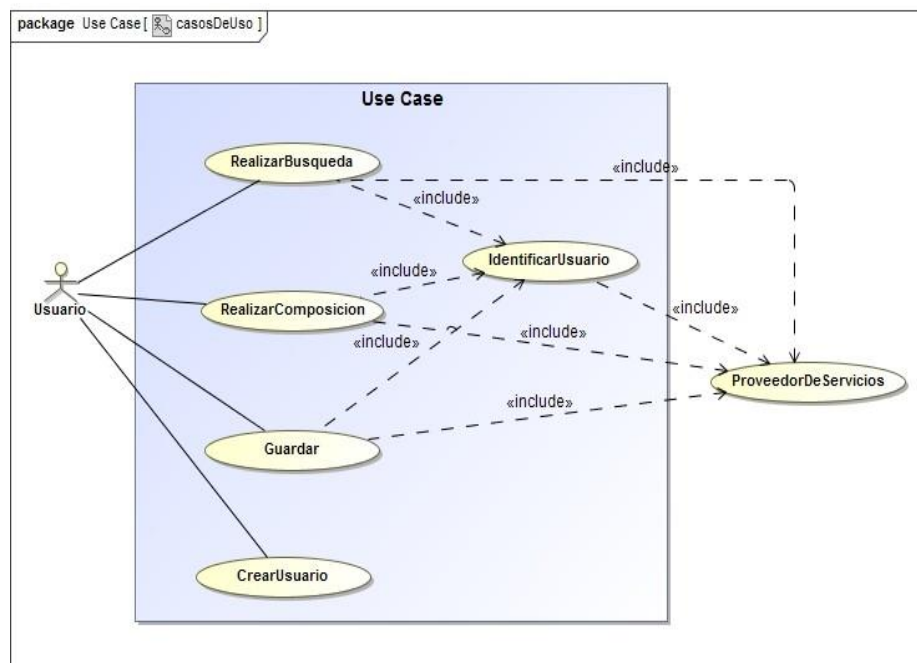 package Use Case [ casosDeUso ]
Use Case
RealizarBusqueda
«include»
«include»
IdentificarUsuario
«include»
Usuario
RealizarComposicion
«include»
«include»
«include»
ProveedorDeServicios
«include»
Guardar
CrearUsuario